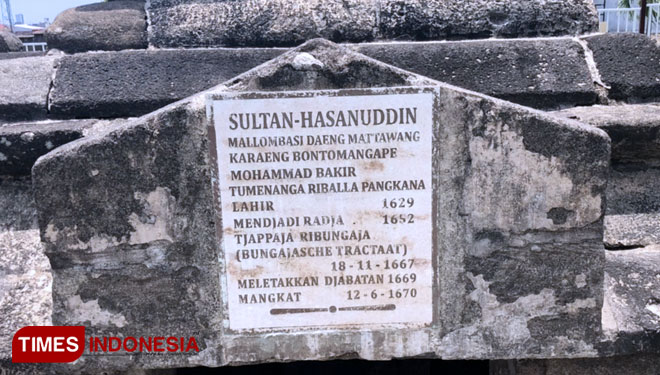 SULTAN-HASANUDDIN
MALLOMBASI DAENG MATTAWANG
KARAENG BONTOMANGAPE
MOHAMMAD BAKIR
TUMENANGA RIBALLA PANGKANA
LAHIR 1629
MENDJADI RADJA .. 1652
TJAPPAJA RIBUNGAJA
(BUNGAJASCHE TRACTAAT)
18-11-1667
MELETAKKAN DJABATAN 1669
MANGKAT 12-6-1670
TIMES INDONESIA